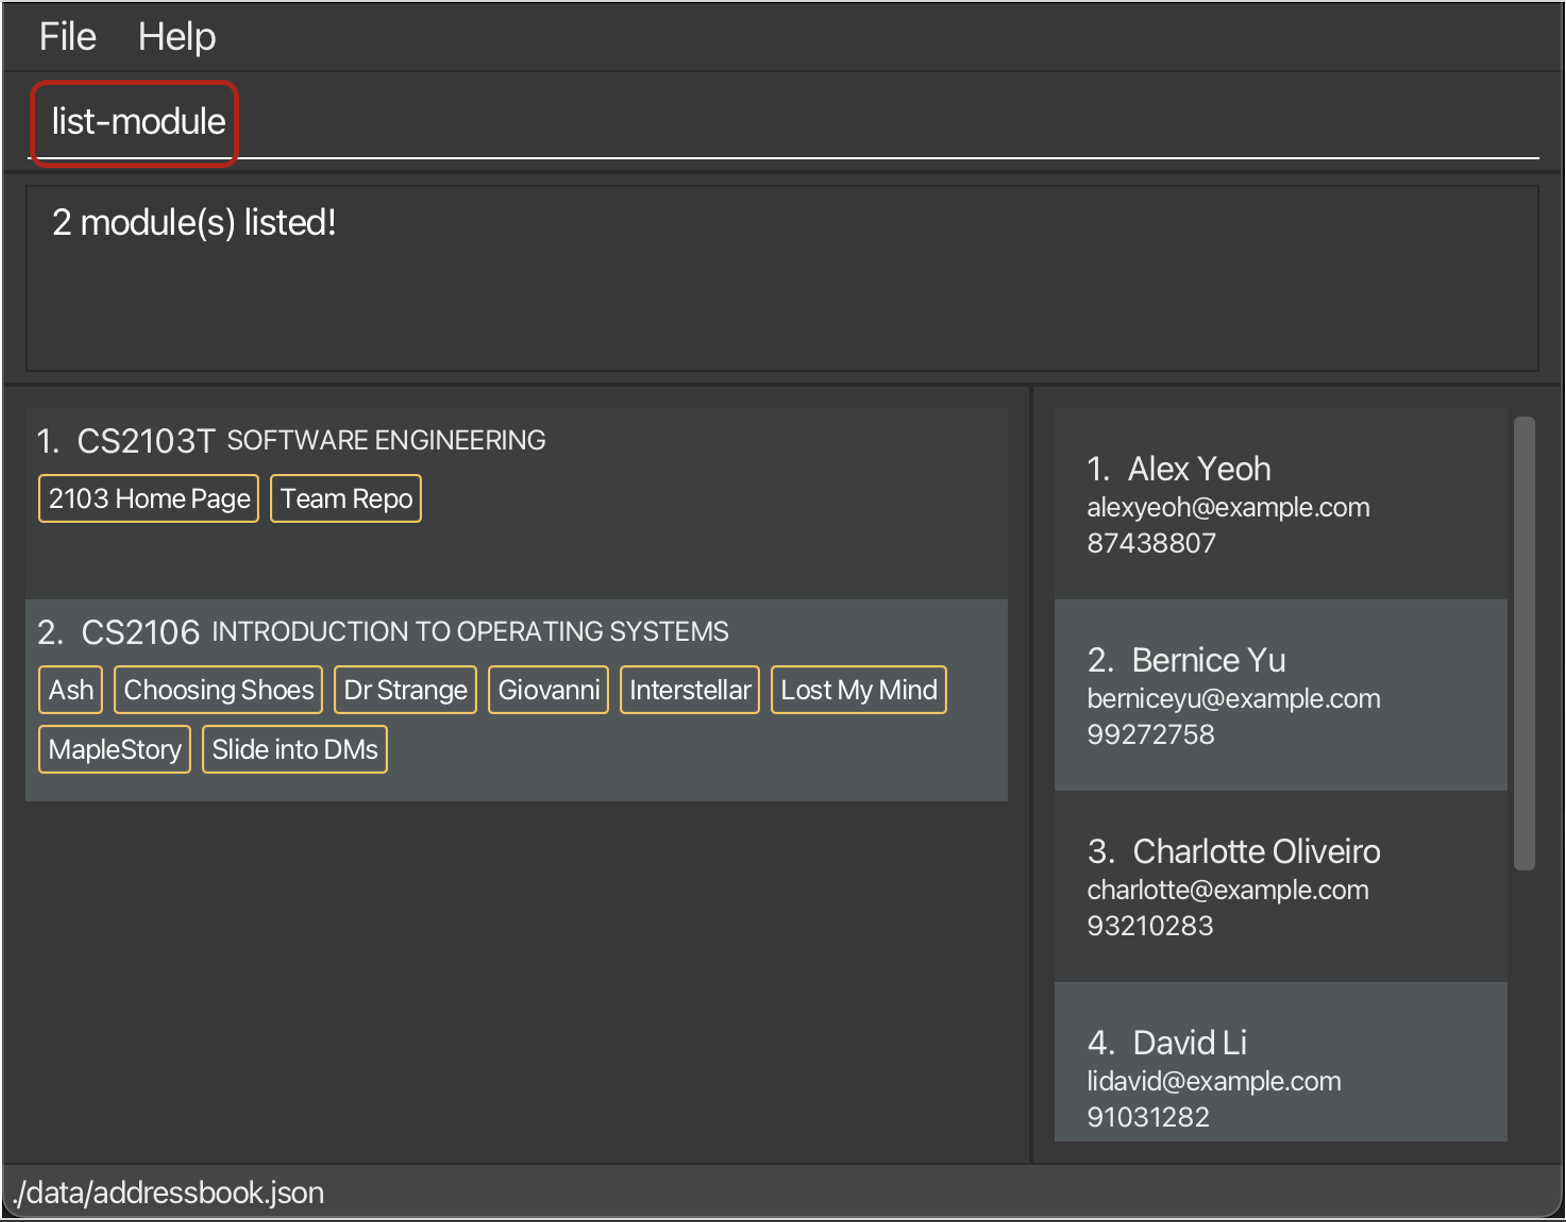 File Help
list-module
2 module(s) listed!
1. CS2103T SOFTWARE ENGINEERING
2103 Home Page Team Repo
2. CS2106 INTRODUCTION TO OPERATING SYSTEMS
Ash Choosing Shoes Dr Strange Giovanni Interstellar Lost My Mind
MapleStory Slide into DMs
1. Alex Yeoh
alexyeoh@example.com
87438807
2. Bernice Yu
berniceyu@example.com
99272758
3. Charlotte Oliveiro
charlotte@example.com
93210283
4. David Li
lidavid@example.com
91031282
./data/addressbook.json